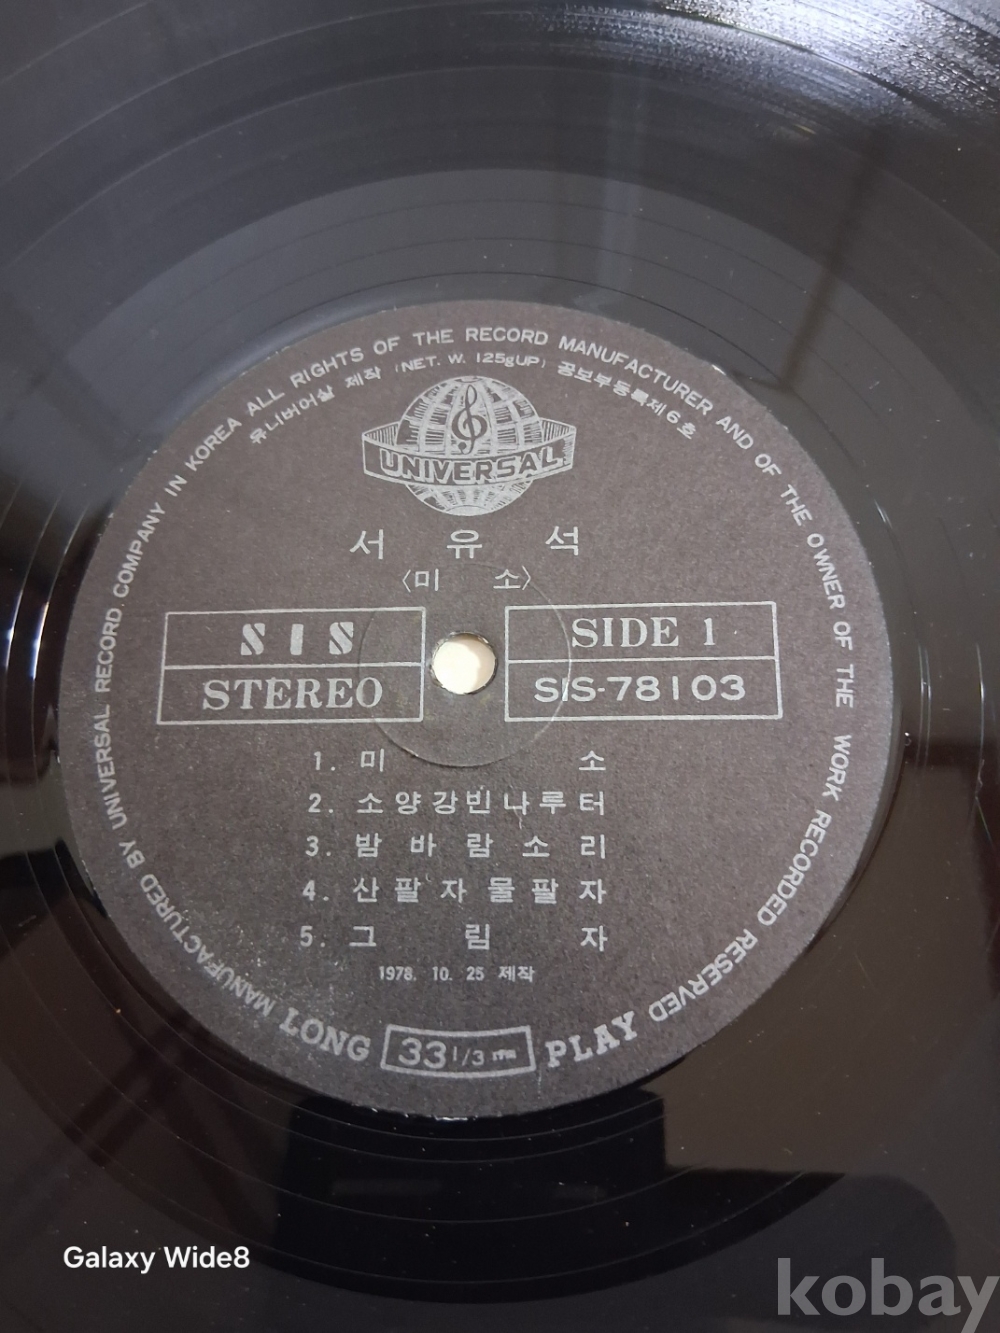 MANUFACTURED BY UNIVERSAL RECORD. COMPANY IN KOREA ALL RIGHTS OF THE RECORD MANUFACTURER AND OF THE OWNER OF THE WORK RECORDED RESERVED
유니버어살 제작 (NET. W. 125gUP) 공보부등록제6호
UNIVERSAL
서 유 석
〈미 소〉
SIS
STEREO
SIDE 1
SIS-78103
1. 미 소
2. 소양강빈나루터
3. 밤바람소리
4. 산팔자물팔자
5. 그 림 자
1978. 10. 25 제작
LONG 33 1/3 rpm PLAY
Galaxy Wide8
kobay